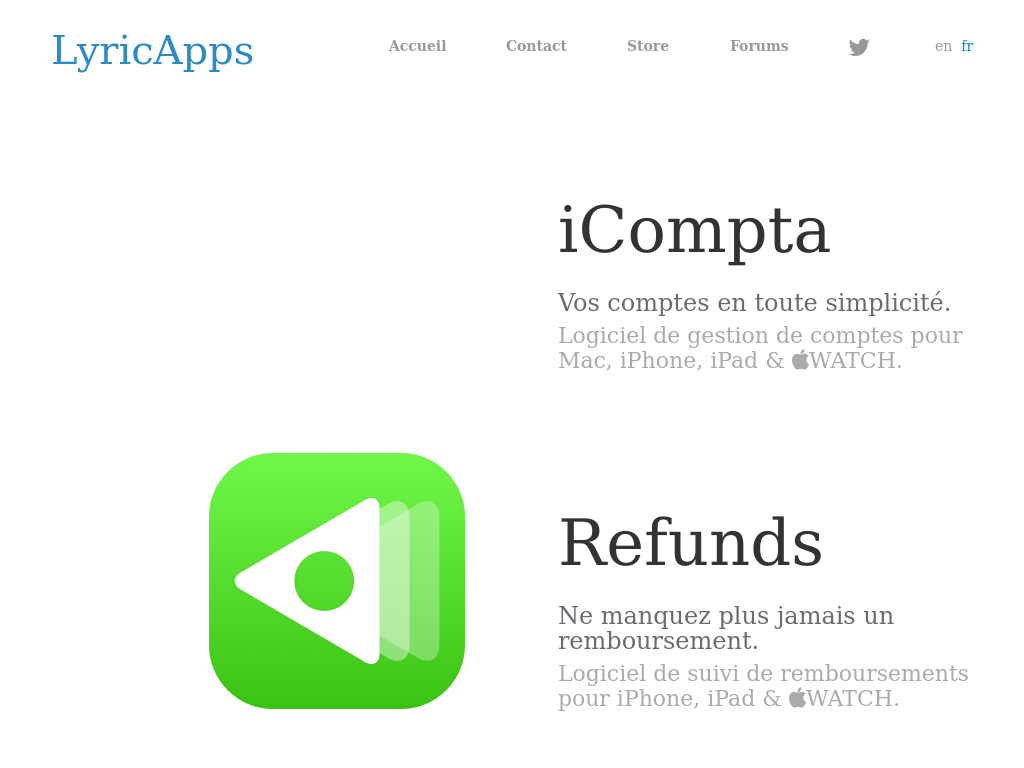 LyricApps
Accueil Contact Store Forums en fr
iCompta
Vos comptes en toute simplicité.
Logiciel de gestion de comptes pour
Mac, iPhone, iPad & WATCH.
Refunds
Ne manquez plus jamais un
remboursement.
Logiciel de suivi de remboursements
pour iPhone, iPad & WATCH.